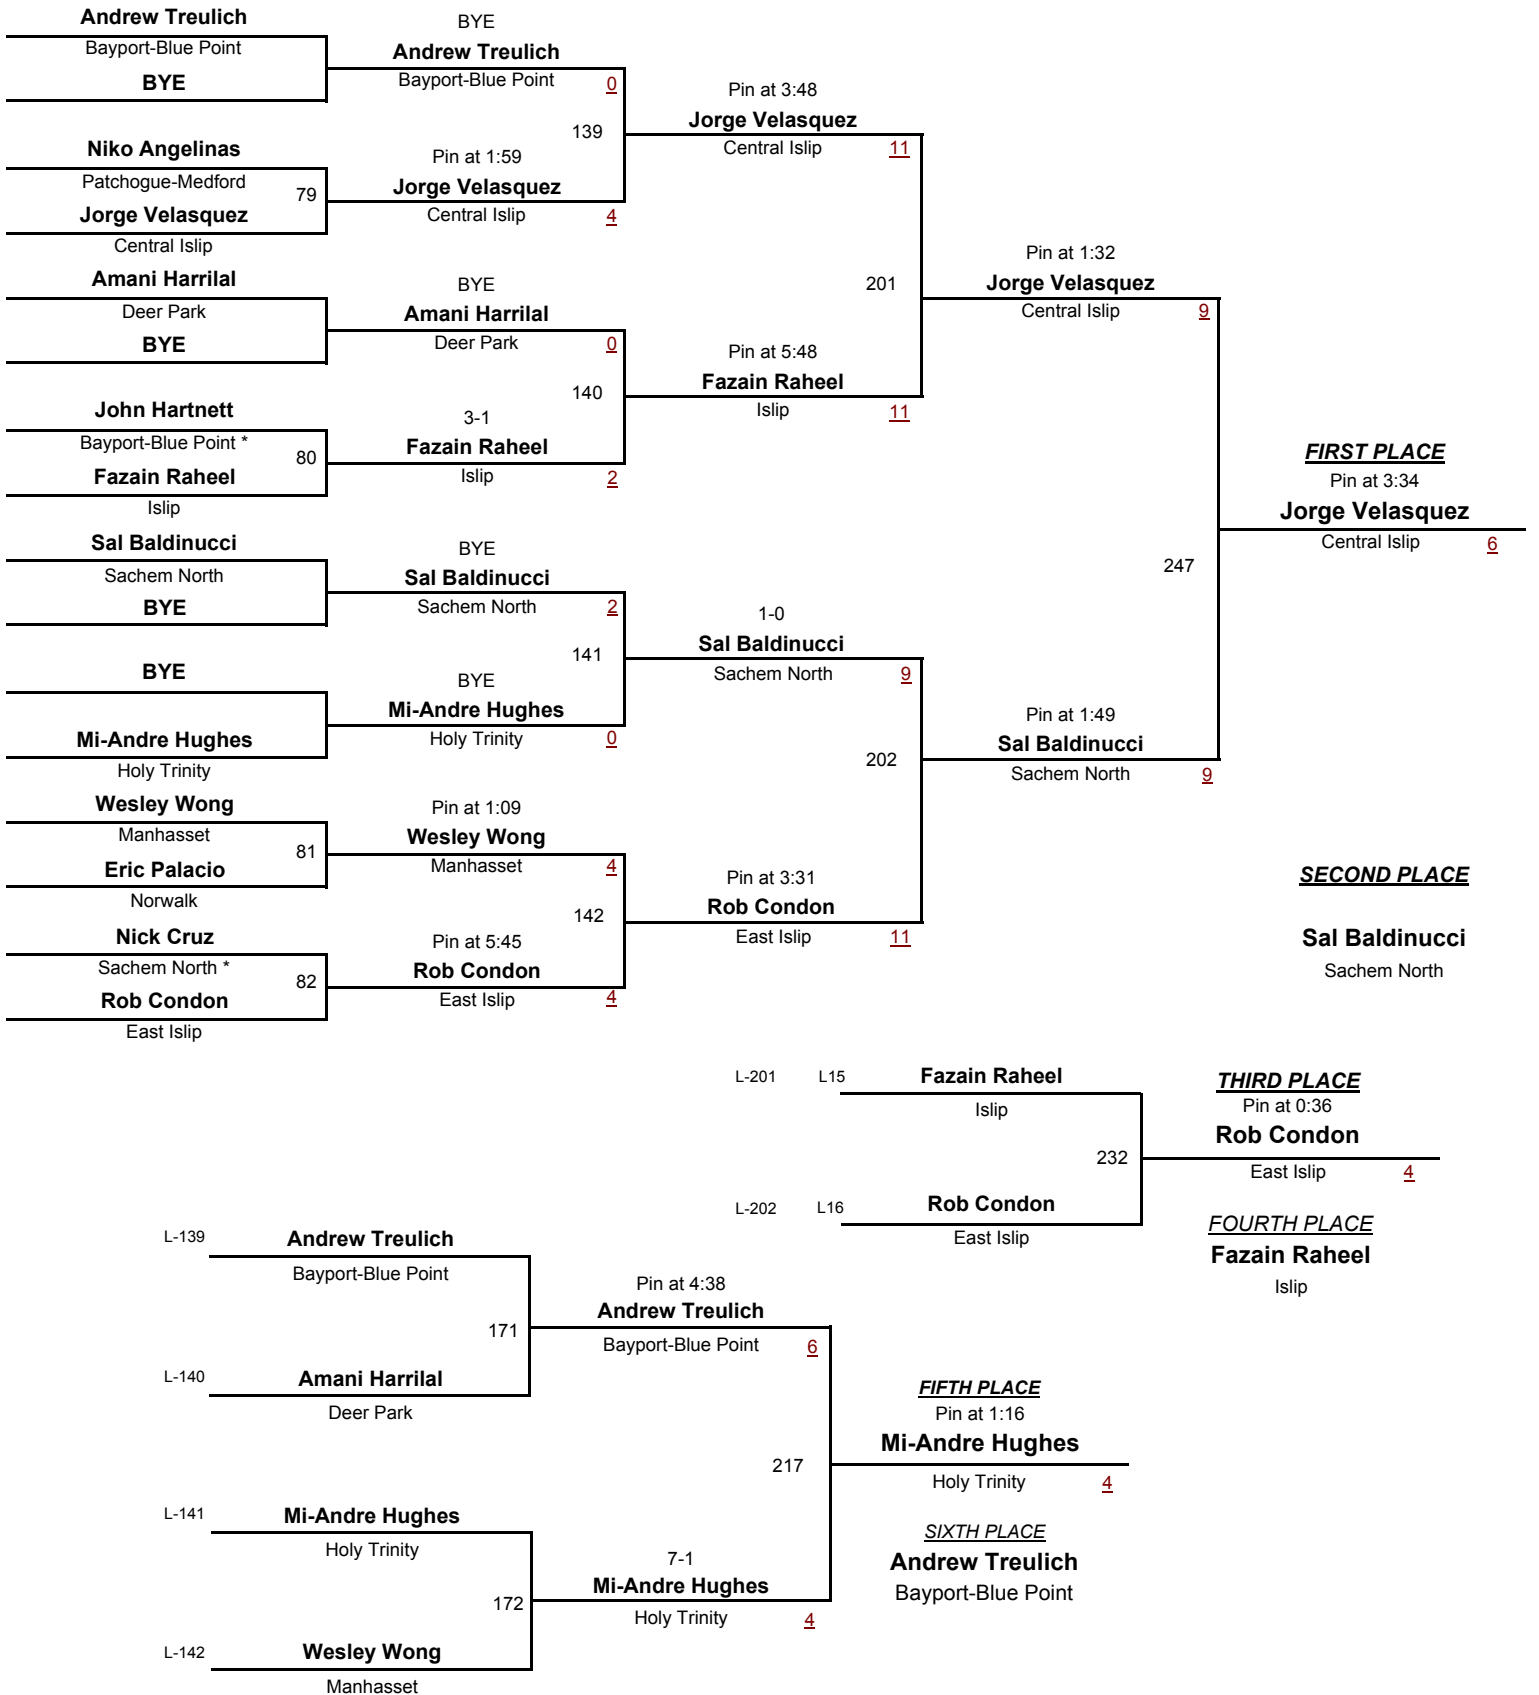 Andrew Treulich
Bayport-Blue Point
BYE
Niko Angelinas
Patchogue-Medford
79
Jorge Velasquez
Central Islip
Amani Harrilal
Deer Park
BYE
John Hartnett
Bayport-Blue Point *
80
Fazain Raheel
Islip
Sal Baldinucci
Sachem North
BYE
BYE
Mi-Andre Hughes
Holy Trinity
Wesley Wong
Manhasset
81
Eric Palacio
Norwalk
Nick Cruz
Sachem North *
82
Rob Condon
East Islip
BYE
Andrew Treulich
Bayport-Blue Point 0
139
Pin at 1:59
Jorge Velasquez
Central Islip 4
BYE
Amani Harrilal
Deer Park 0
140
3-1
Fazain Raheel
Islip 2
BYE
Sal Baldinucci
Sachem North 2
141
BYE
Mi-Andre Hughes
Holy Trinity 0
Pin at 1:09
Wesley Wong
Manhasset 4
142
Pin at 5:45
Rob Condon
East Islip 4
Pin at 3:48
Jorge Velasquez
Central Islip 11
201
Pin at 5:48
Fazain Raheel
Islip 11
1-0
Sal Baldinucci
Sachem North 9
202
Pin at 3:31
Rob Condon
East Islip 11
Pin at 1:32
Jorge Velasquez
Central Islip 9
247
Pin at 1:49
Sal Baldinucci
Sachem North 9
FIRST PLACE
Pin at 3:34
Jorge Velasquez
Central Islip 6
SECOND PLACE
Sal Baldinucci
Sachem North
L-201 L15 Fazain Raheel
Islip
232
L-202 L16 Rob Condon
East Islip
THIRD PLACE
Pin at 0:36
Rob Condon
East Islip 4
FOURTH PLACE
Fazain Raheel
Islip
L-139 Andrew Treulich
Bayport-Blue Point
171
L-140 Amani Harrilal
Deer Park
L-141 Mi-Andre Hughes
Holy Trinity
172
L-142 Wesley Wong
Manhasset
Pin at 4:38
Andrew Treulich
Bayport-Blue Point 6
217
7-1
Mi-Andre Hughes
Holy Trinity 4
FIFTH PLACE
Pin at 1:16
Mi-Andre Hughes
Holy Trinity 4
SIXTH PLACE
Andrew Treulich
Bayport-Blue Point